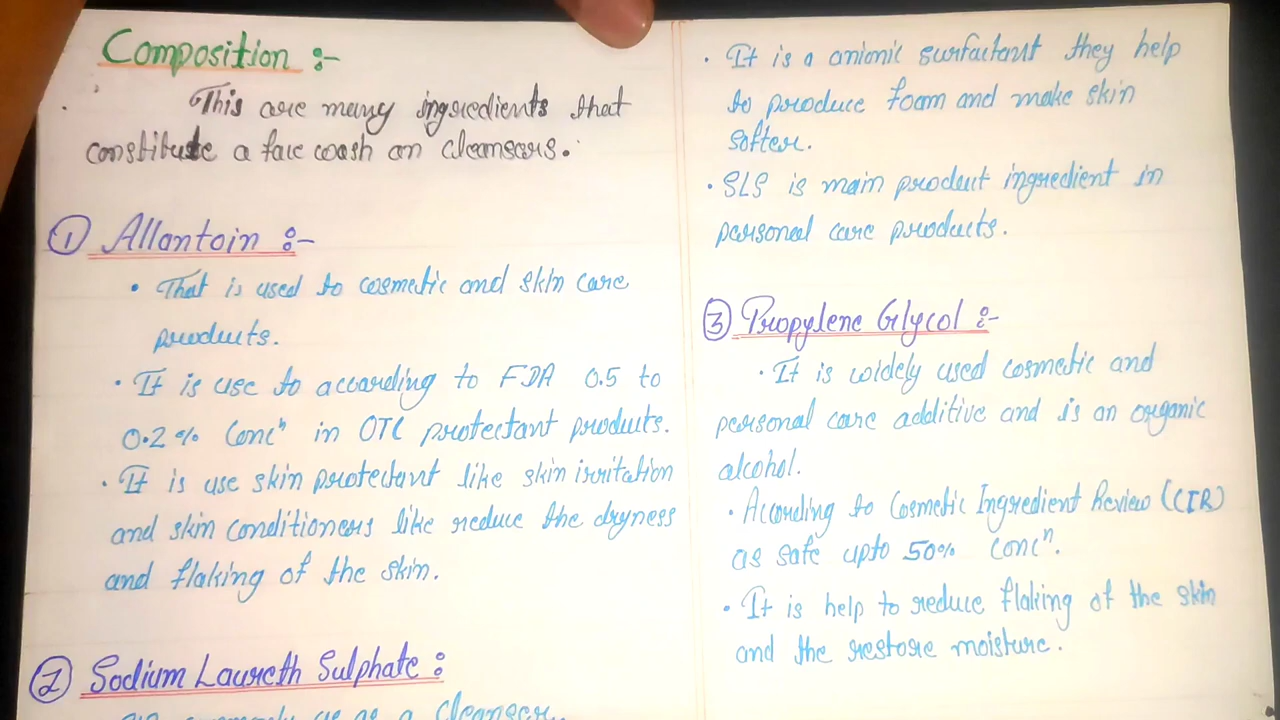 Composition :-
This are many ingredients that
constitute a face wash an cleansers.
① Allantoin :-
• That is used to cosmetic and skin care
products.
• It is use to according to FDA 0.5 to
0.2% Concⁿ in OTC protectant products.
• It is use skin protectant like skin irritation
and skin conditioners like reduce the dryness
and flaking of the skin.
② Sodium Laureth Sulphate :
as a cleanser
• It is a anionic surfactant they help
to produce foam and make skin
softer.
• SLS is main product ingredient in
personal care products.
③ Propylene Glycol :-
• It is widely used cosmetic and
personal care additive and is an organic
alcohol.
• According to Cosmetic Ingredient Review (CIR)
as safe upto 50% Concⁿ.
• It is help to reduce flaking of the skin
and the restore moisture.